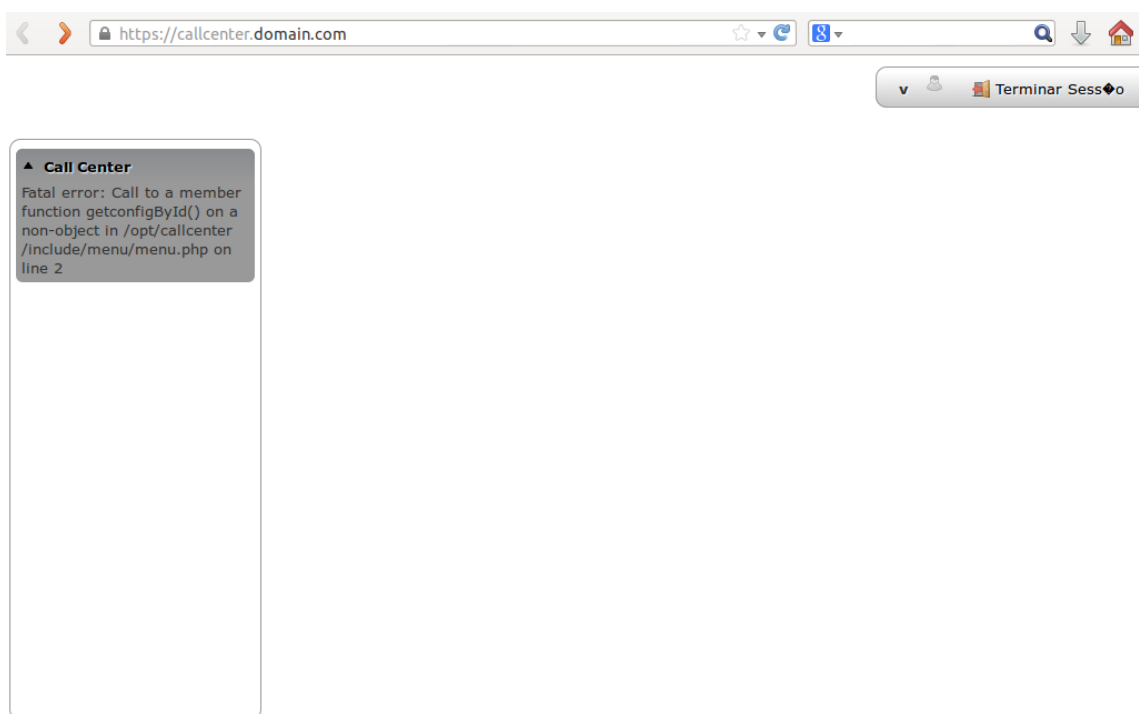 https://callcenter.domain.com
8
v Terminar Sess�o
Call Center
Fatal error: Call to a member
function getconfigById() on a
non-object in /opt/callcenter
/include/menu/menu.php on
line 2